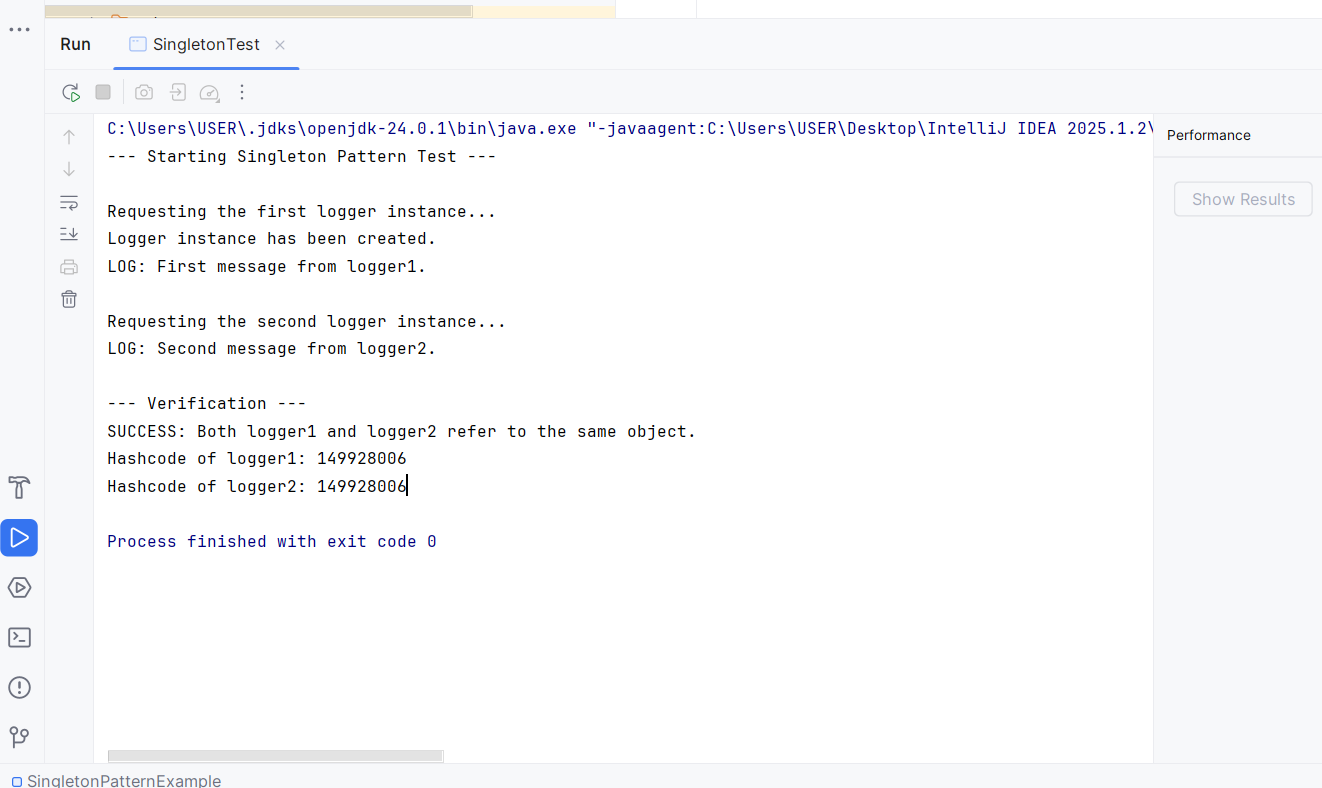 Run
SingletonTest
C:\Users\USER\.jdks\openjdk-24.0.1\bin\java.exe "-javaagent:C:\Users\USER\Desktop\IntelliJ IDEA 2025.1.2\
--- Starting Singleton Pattern Test ---
Requesting the first logger instance...
Logger instance has been created.
LOG: First message from logger1.
Requesting the second logger instance...
LOG: Second message from logger2.
--- Verification ---
SUCCESS: Both logger1 and logger2 refer to the same object.
Hashcode of logger1: 149928006
Hashcode of logger2: 149928006
Process finished with exit code 0
Performance
Show Results
SingletonPatternExample